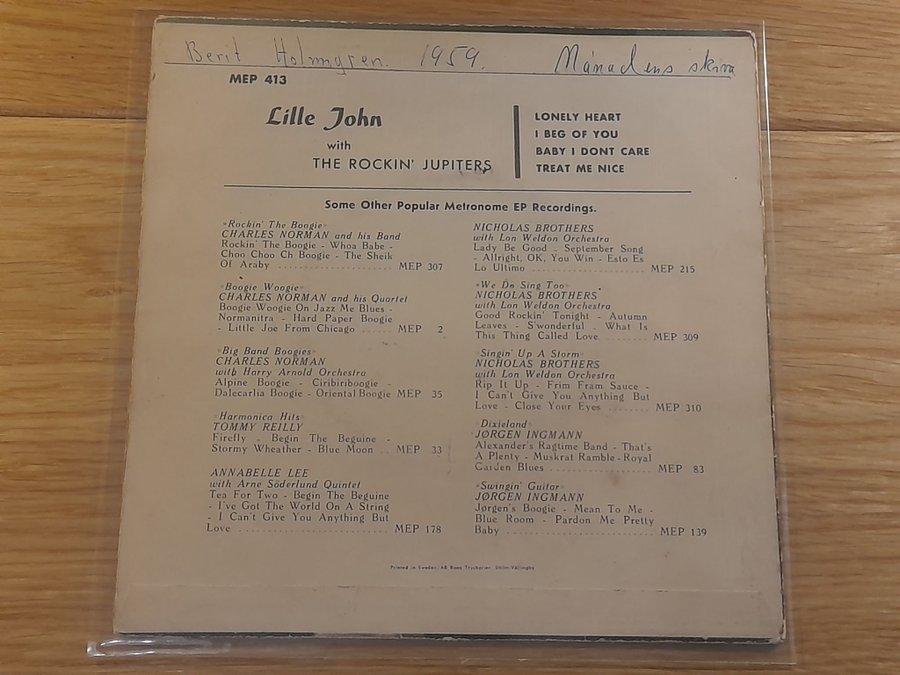 Berit Holmgren. 1959. Månadens skiva
MEP 413
Lille John
with
THE ROCKIN' JUPITERS
LONELY HEART
I BEG OF YOU
BABY I DONT CARE
TREAT ME NICE
Some Other Popular Metronome EP Recordings.
»Rockin' The Boogie»
CHARLES NORMAN and his Band
Rockin' The Boogie - Whoa Babe -
Choo Choo Ch Boogie - The Sheik
Of Araby ..................... MEP 307
»Boogie Woogie»
CHARLES NORMAN and his Quartet
Boogie Woogie On Jazz Me Blues -
Normanitra - Hard Paper Boogie
- Little Joe From Chicago ...... MEP 2
»Big Band Boogies»
CHARLES NORMAN
with Harry Arnold Orchestra
Alpine Boogie - Ciribiriboogie -
Dalecarlia Boogie - Oriental Boogie MEP 35
»Harmonica Hits»
TOMMY REILLY
Firefly - Begin The Beguine -
Stormy Wheather - Blue Moon .. MEP 33
ANNABELLE LEE
with Arne Söderlund Quintet
Tea For Two - Begin The Beguine
- I've Got The World On A String
- I Can't Give You Anything But
Love ............................ MEP 178
NICHOLAS BROTHERS
with Lon Weldon Orchestra
Lady Be Good - September Song
- Allright, OK, You Win - Esto Es
Lo Ultimo ..................... MEP 215
»We Do Sing Too»
NICHOLAS BROTHERS
with Lon Weldon Orchestra
Good Rockin' Tonight - Autumn
Leaves - S'wonderful - What Is
This Thing Called Love ........ MEP 309
»Singin' Up A Storm»
NICHOLAS BROTHERS
with Lon Weldon Orchestra
Rip It Up - Frim Fram Sauce -
I Can't Give You Anything But
Love - Close Your Eyes ........ MEP 310
»Dixieland»
JØRGEN INGMANN
Alexander's Ragtime Band - That's
A Plenty - Muskrat Ramble - Royal
Garden Blues .................. MEP 83
»Swingin' Guitar»
JØRGEN INGMANN
Jørgen's Boogie - Mean To Me -
Blue Room - Pardon Me Pretty
Baby .......................... MEP 139
Printed in Sweden/AB Roos Tryckerier, Sthlm-Vällingby